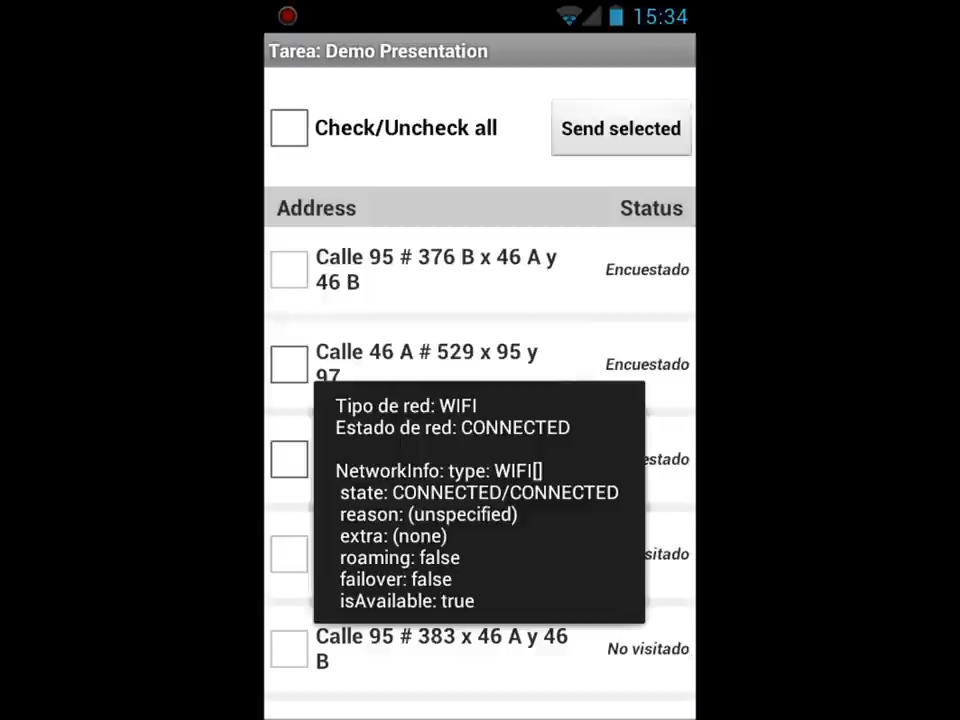 15:34
Tarea: Demo Presentation
Check/Uncheck all
Send selected
Address
Status
Calle 95 # 376 B x 46 A y
46 B
Encuestado
Calle 46 A # 529 x 95 y
97
Encuestado
Tipo de red: WIFI
Estado de red: CONNECTED
estado
NetworkInfo: type: WIFI[]
state: CONNECTED/CONNECTED
reason: (unspecified)
extra: (none)
roaming: false
sitado
failover: false
isAvailable: true
Calle 95 # 383 x 46 A y 46
B
No visitado